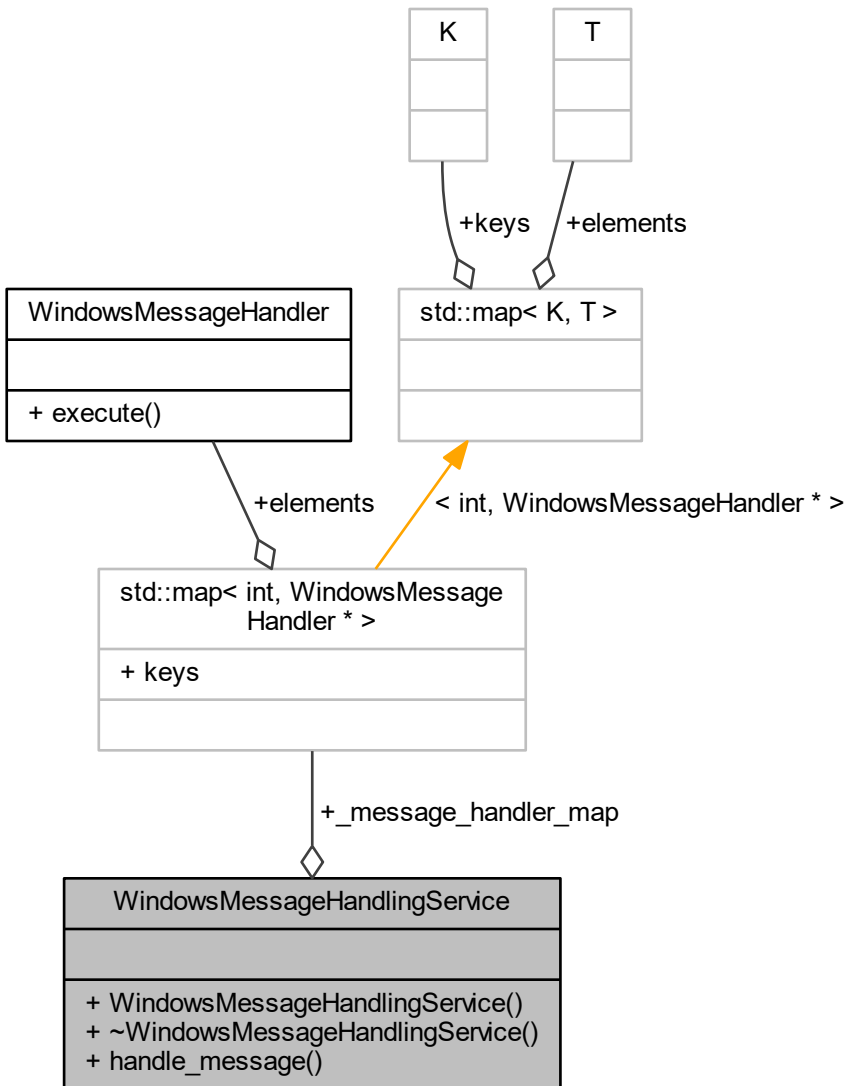 K
T
+keys
+elements
WindowsMessageHandler
+ execute()
std::map< K, T >
+elements
< int, WindowsMessageHandler * >
std::map< int, WindowsMessage
Handler * >
+ keys
+_message_handler_map
WindowsMessageHandlingService
+ WindowsMessageHandlingService()
+ ~WindowsMessageHandlingService()
+ handle_message()